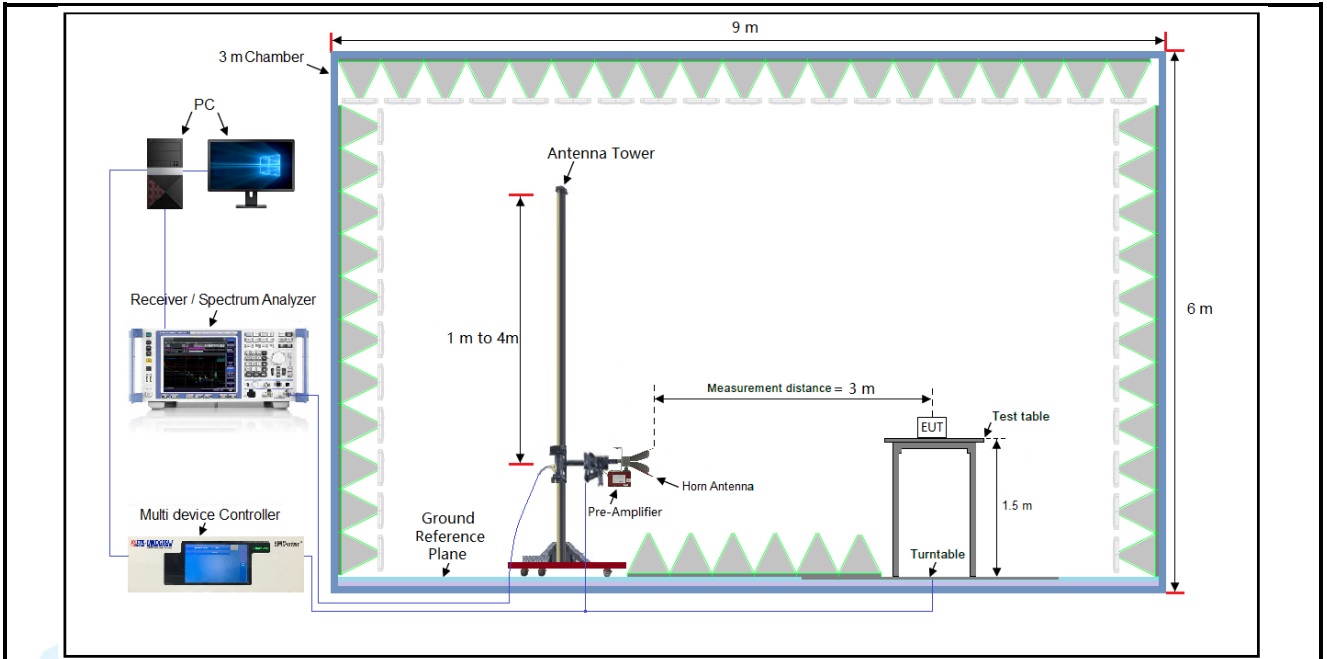 9 m
3 m Chamber
PC
Antenna Tower
Receiver / Spectrum Analyzer
6 m
1 m to 4m
Measurement distance = 3 m
EUT
Test table
Horn Antenna
Pre-Amplifier
1.5 m
Multi device Controller
Ground
Reference
Plane
Turntable